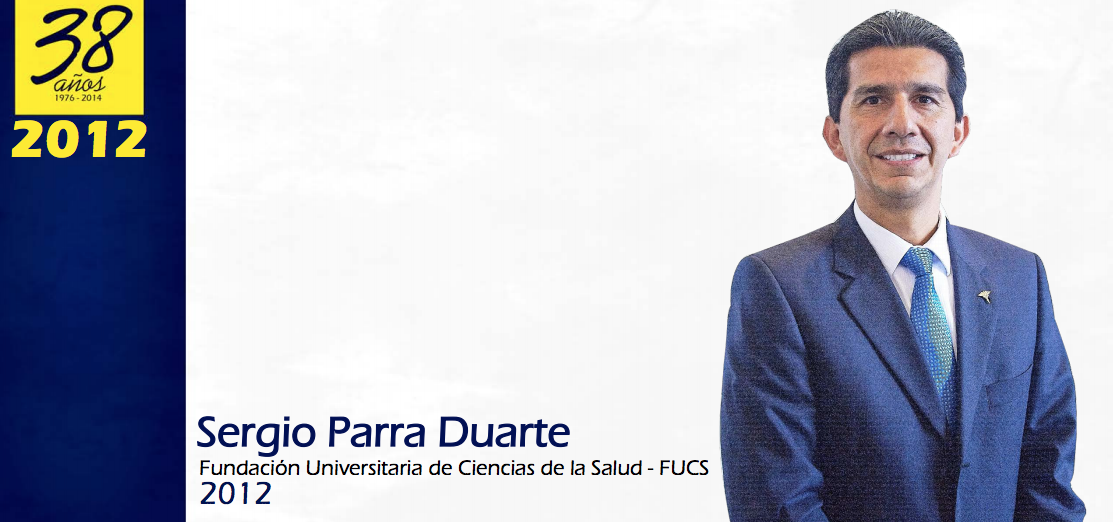 38
años
1976 - 2014
2012
Sergio Parra Duarte
Fundación Universitaria de Ciencias de la Salud - FUCS
2012